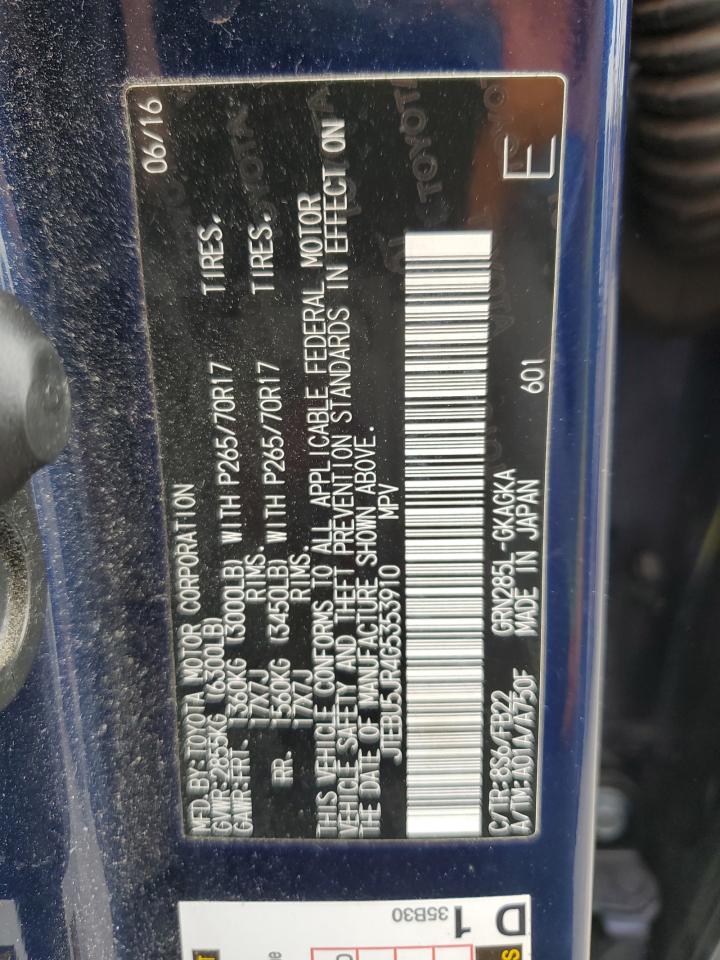 MFD.BY:TOYOTA MOTOR CORPORATION 06/16
GVWR:2855KG (6300LB)
GAWR:FRT. 1360KG (3000LB) WITH P265/70R17 TIRES.
17X7J RIMS.
RR. 1560KG (3450LB) WITH P265/70R17 TIRES.
17X7J RIMS.
THIS VEHICLE CONFORMS TO ALL APPLICABLE FEDERAL MOTOR
VEHICLE SAFETY AND THEFT PREVENTION STANDARDS IN EFFECT ON
THE DATE OF MANUFACTURE SHOWN ABOVE.
JTEBU5JR4G5353910 MPV
C/TR:8S6/FB22 GRN285L-GKAGKA
A/TM:A01A/A750F MADE IN JAPAN 601
E
TOYOTA
D 1
35B30